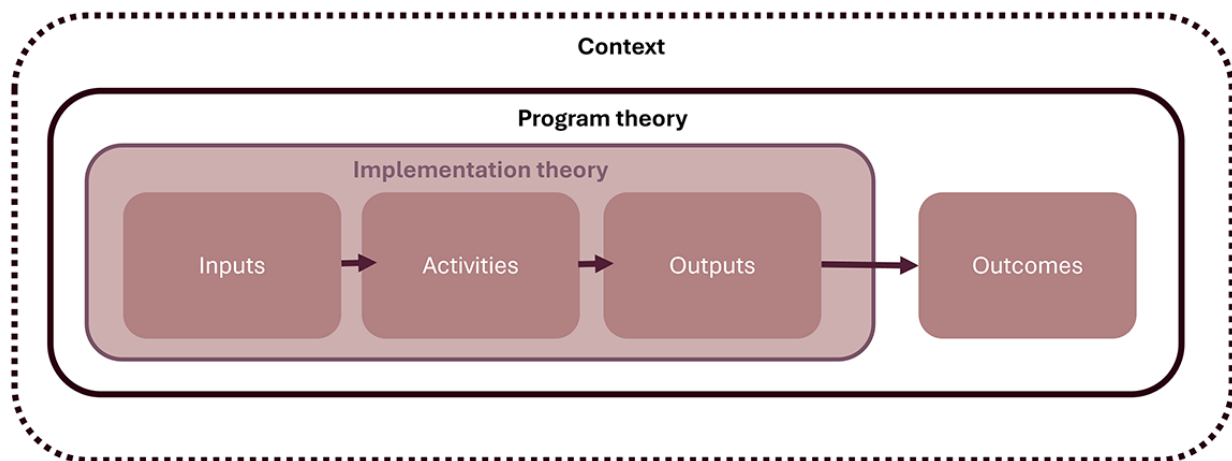 Context
Program theory
Implementation theory
Inputs
Activities
Outputs
Outcomes